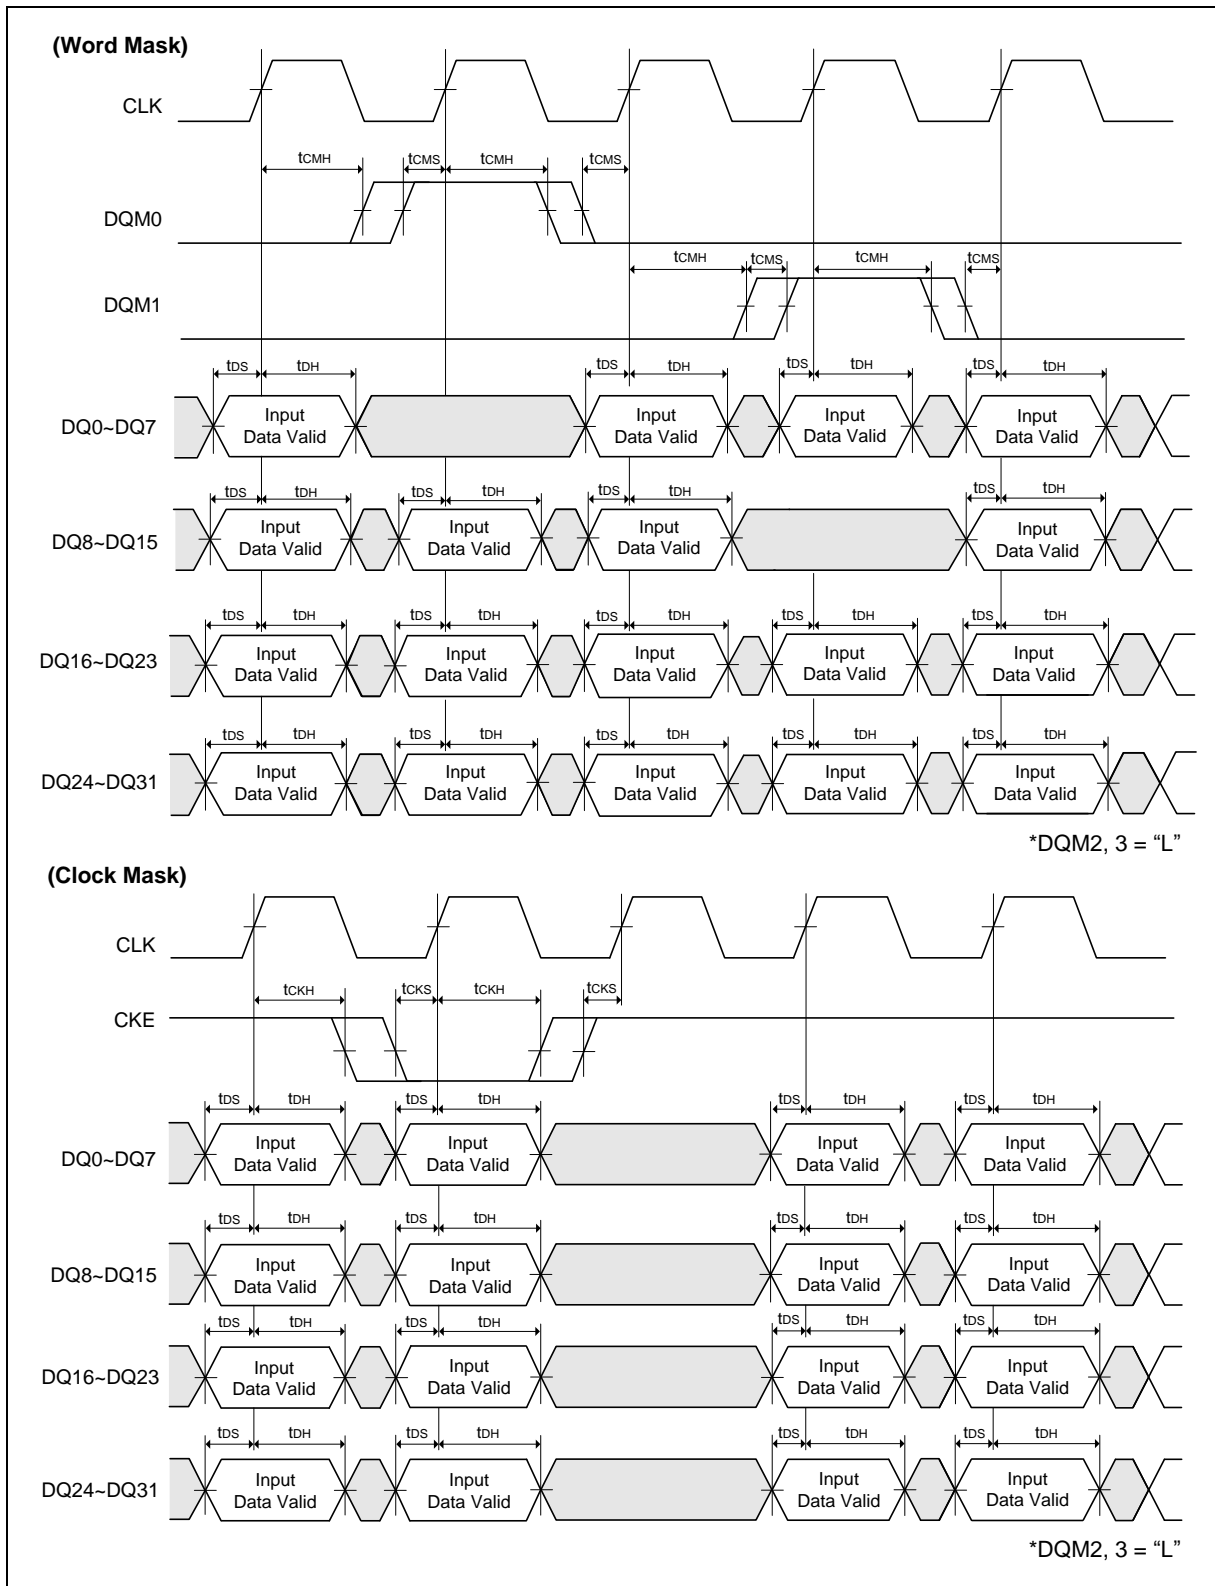 (Word Mask)
CLK
tCMH tCMS tCMH tCMS
DQM0
tCMH tCMS tCMH tCMS
DQM1
tDS tDH tDS tDH tDS tDH tDS tDH
DQ0~DQ7
Input Data Valid Input Data Valid Input Data Valid Input Data Valid
tDS tDH tDS tDH tDS tDH tDS tDH
DQ8~DQ15
Input Data Valid Input Data Valid Input Data Valid Input Data Valid
tDS tDH tDS tDH tDS tDH tDS tDH tDS tDH
DQ16~DQ23
Input Data Valid Input Data Valid Input Data Valid Input Data Valid Input Data Valid
tDS tDH tDS tDH tDS tDH tDS tDH tDS tDH
DQ24~DQ31
Input Data Valid Input Data Valid Input Data Valid Input Data Valid Input Data Valid
*DQM2, 3 = “L”
(Clock Mask)
CLK
tCKH tCKS tCKH tCKS
CKE
tDS tDH tDS tDH tDS tDH tDS tDH
DQ0~DQ7
Input Data Valid Input Data Valid Input Data Valid Input Data Valid
tDS tDH tDS tDH tDS tDH tDS tDH
DQ8~DQ15
Input Data Valid Input Data Valid Input Data Valid Input Data Valid
tDS tDH tDS tDH tDS tDH tDS tDH
DQ16~DQ23
Input Data Valid Input Data Valid Input Data Valid Input Data Valid
tDS tDH tDS tDH tDS tDH tDS tDH
DQ24~DQ31
Input Data Valid Input Data Valid Input Data Valid Input Data Valid
*DQM2, 3 = “L”